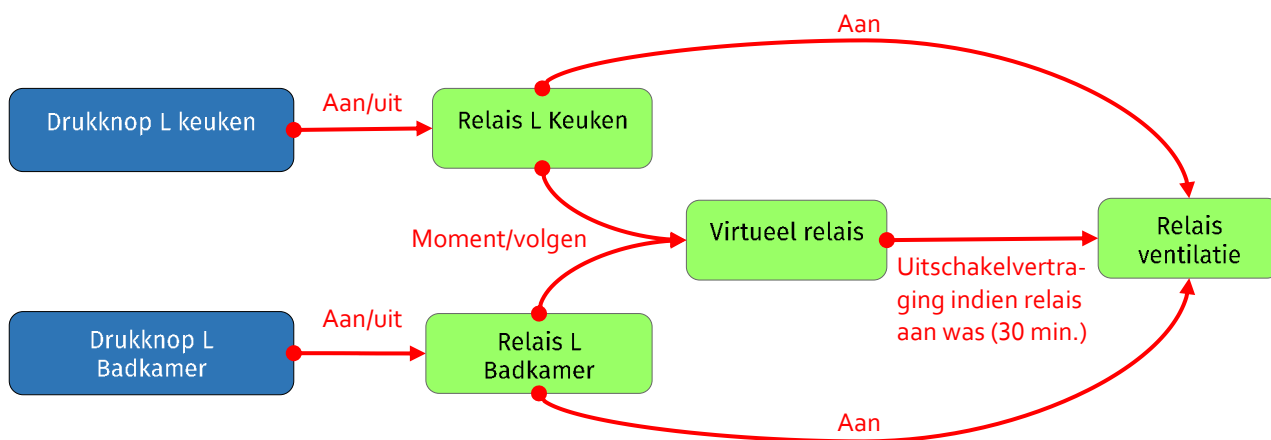 Aan
Drukknop L keuken
Aan/uit
Relais L Keuken
Moment/volgen
Virtueel relais
Relais
ventilatie
Uitschakelvertra-
ging indien relais
aan was (30 min.)
Drukknop L
Badkamer
Aan/uit
Relais L
Badkamer
Aan